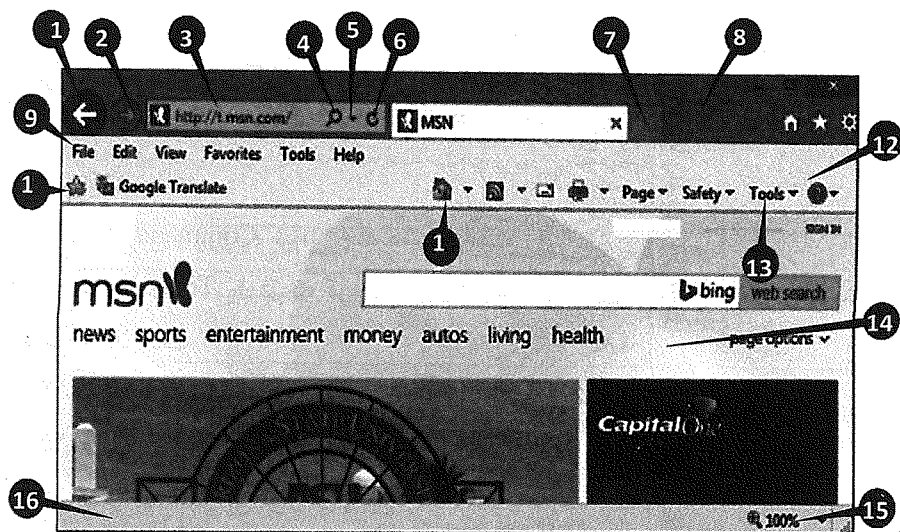 1 2 3 4 5 6 7 8
http://t.msn.com/ MSN
9
File Edit View Favorites Tools Help
12
1 Google Translate Page Safety Tools
1 13
SIGN IN
msn
bing web search
news sports entertainment money autos living health
14
page options
Capital One
16 100% 15